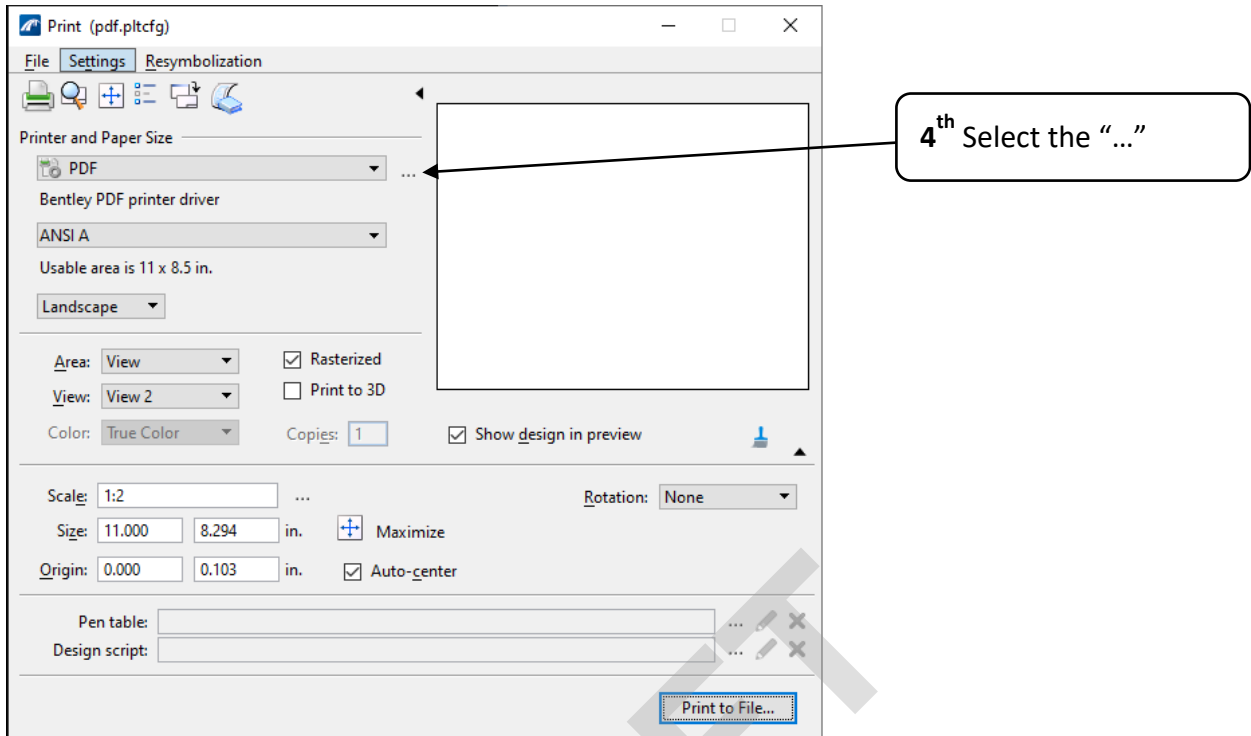 Print (pdf.pltcfg)
File Settings Resymbolization
Printer and Paper Size
PDF
...
Bentley PDF printer driver
ANSI A
Usable area is 11 x 8.5 in.
Landscape
Area: View
Rasterized
View: View 2
Print to 3D
Color: True Color
Copies: 1
Show design in preview
Scale: 1:2 ...
Rotation: None
Size: 11.000 8.294 in. Maximize
Origin: 0.000 0.103 in. Auto-center
Pen table: ...
Design script: ...
Print to File...
4th Select the “...”